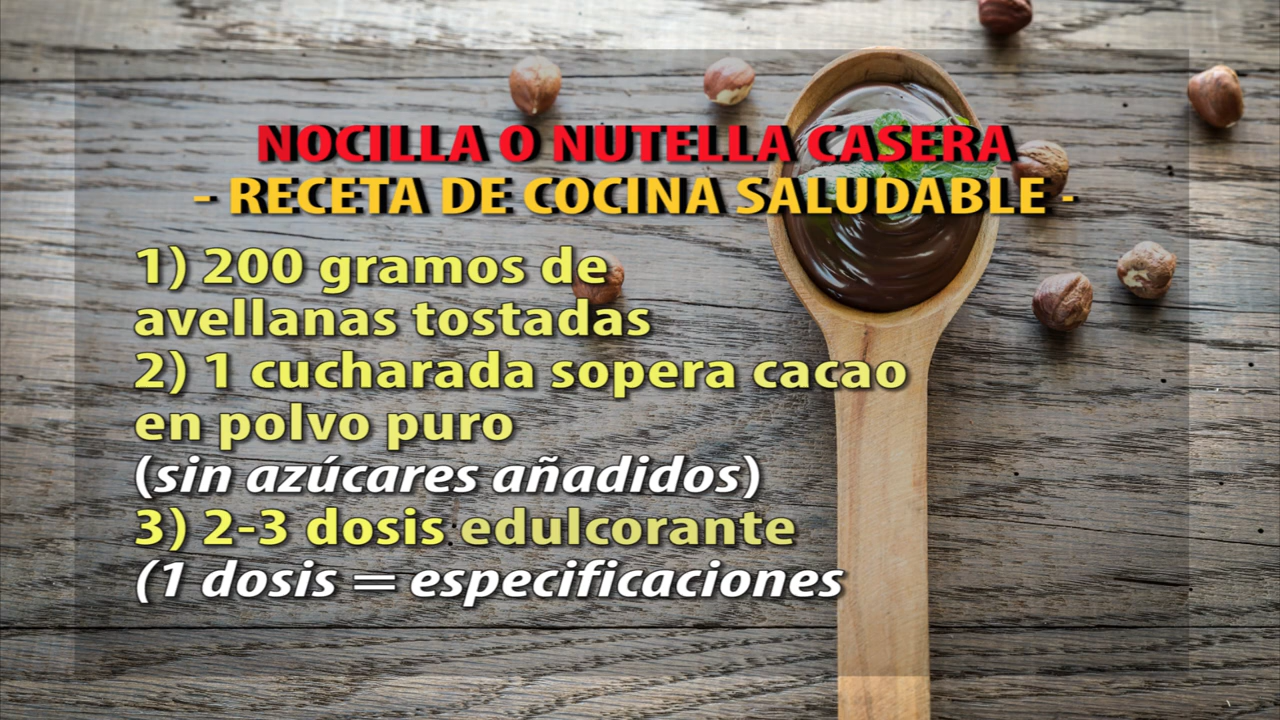 NOCILLA O NUTELLA CASERA
- RECETA DE COCINA SALUDABLE -
1) 200 gramos de
avellanas tostadas
2) 1 cucharada sopera cacao
en polvo puro
(sin azúcares añadidos)
3) 2-3 dosis edulcorante
(1 dosis = especificaciones